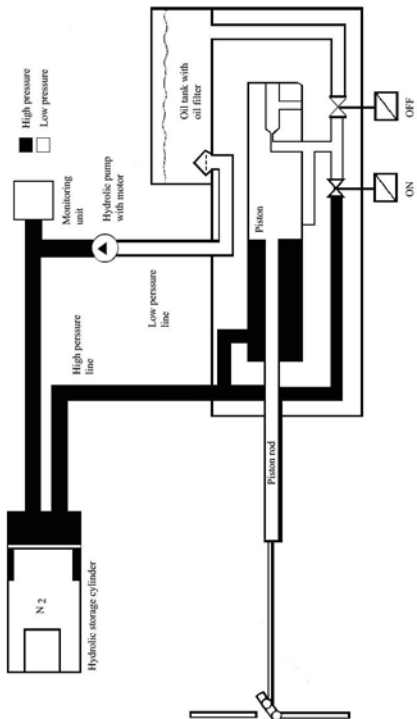 High pressure
Low pressure
Monitoring
unit
Hydrolic pump
with motor
Oil tank with
oil filter
High perssure
line
Low perssure
line
Piston
OFF
ON
Piston rod
N 2
Hydrolic storage cylinder